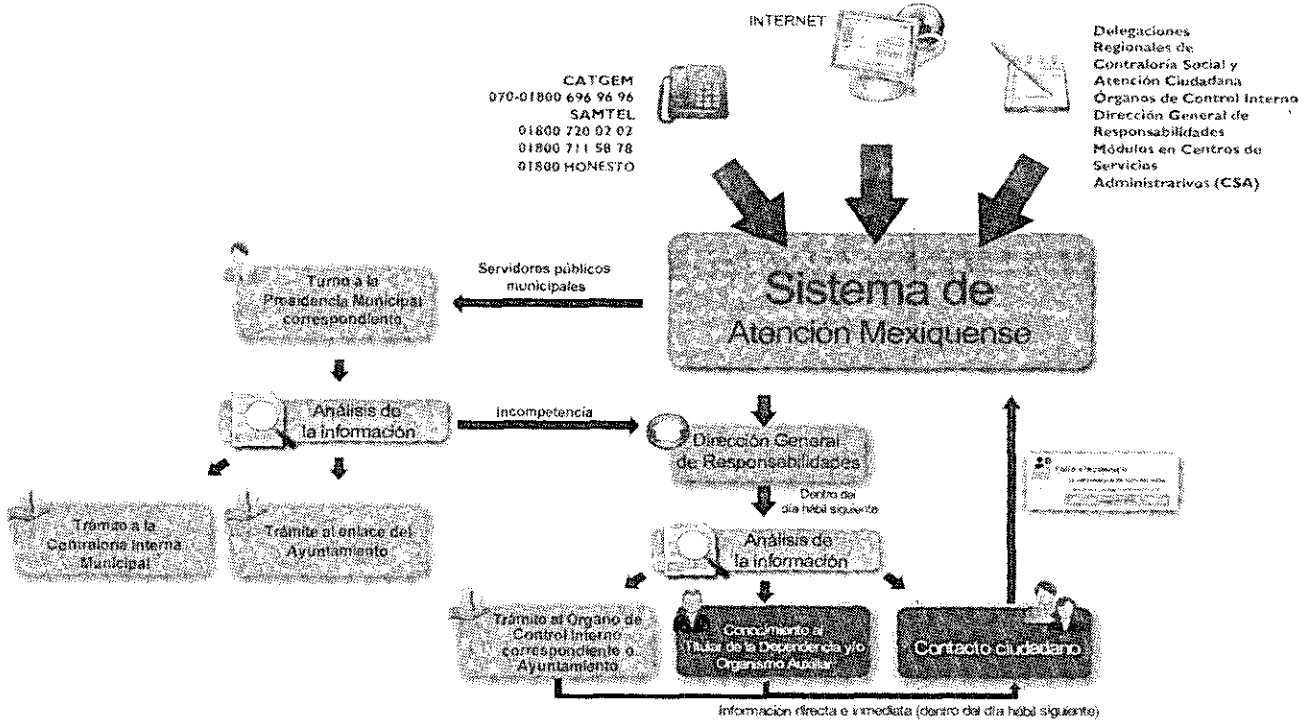 INTERNET
CATGEM
070-01800 696 96 96
SAMTEL
01800 720 02 02
01800 711 58 78
01800 HONESTO
Delegaciones
Regionales de
Contraloría Social y
Atención Ciudadana
Órganos de Control Interno
Dirección General de
Responsabilidades
Módulos en Centros de
Servicios
Administrativos (CSA)
Sistema de
Atención Mexiquense
Servidores públicos
municipales
Turno a la
Presidencia Municipal
correspondiente
Análisis de
la información
Incompetencia
Dirección General
de Responsabilidades
Dentro del
día hábil siguiente
Trámite a la
Contraloría Interna
Municipal
Trámite al enlace del
Ayuntamiento
Análisis de
la información
Trámite al Órgano de
Control Interno
correspondiente o
Ayuntamiento
Conocimiento al
Titular de la Dependencia y/o
Organismo Auxiliar
Contacto ciudadano
Información directa e inmediata (dentro del día hábil siguiente)